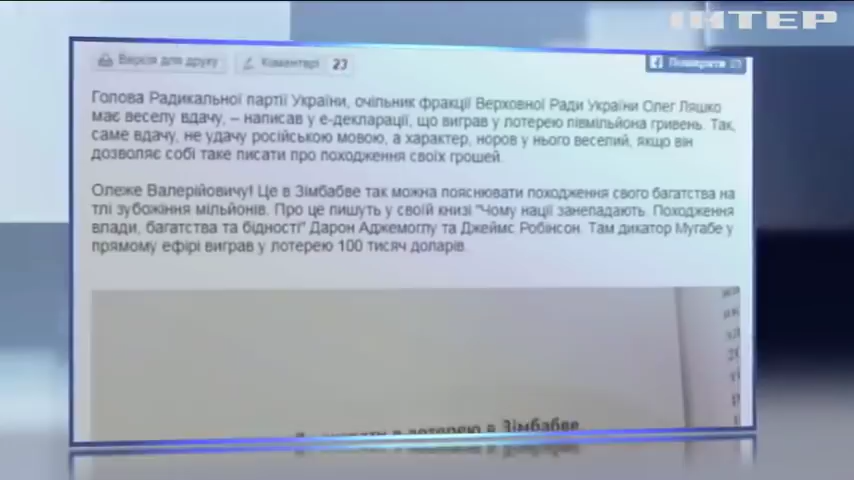 ІНТЕР
Версія для друку Коментарі 23
Поширити
Голова Радикальної партії України, очільник фракції Верховної Ради України Олег Ляшко
має веселу вдачу, – написав у е-декларації, що виграв у лотерею півмільйона гривень. Так,
саме вдачу, не удачу російською мовою, а характер, норов у нього веселий, якщо він
дозволяє собі таке писати про походження своїх грошей.
Олеже Валерійовичу! Це в Зімбабве так можна пояснювати походження свого багатства на
тлі зубожіння мільйонів. Про це пишуть у своїй книзі "Чому нації занепадають. Походження
влади, багатства та бідності" Дарон Аджемоглу та Джеймс Робінсон. Там дикатор Мугабе у
прямому ефірі виграв у лотерею 100 тисяч доларів.
в лотерею в Зімбабве